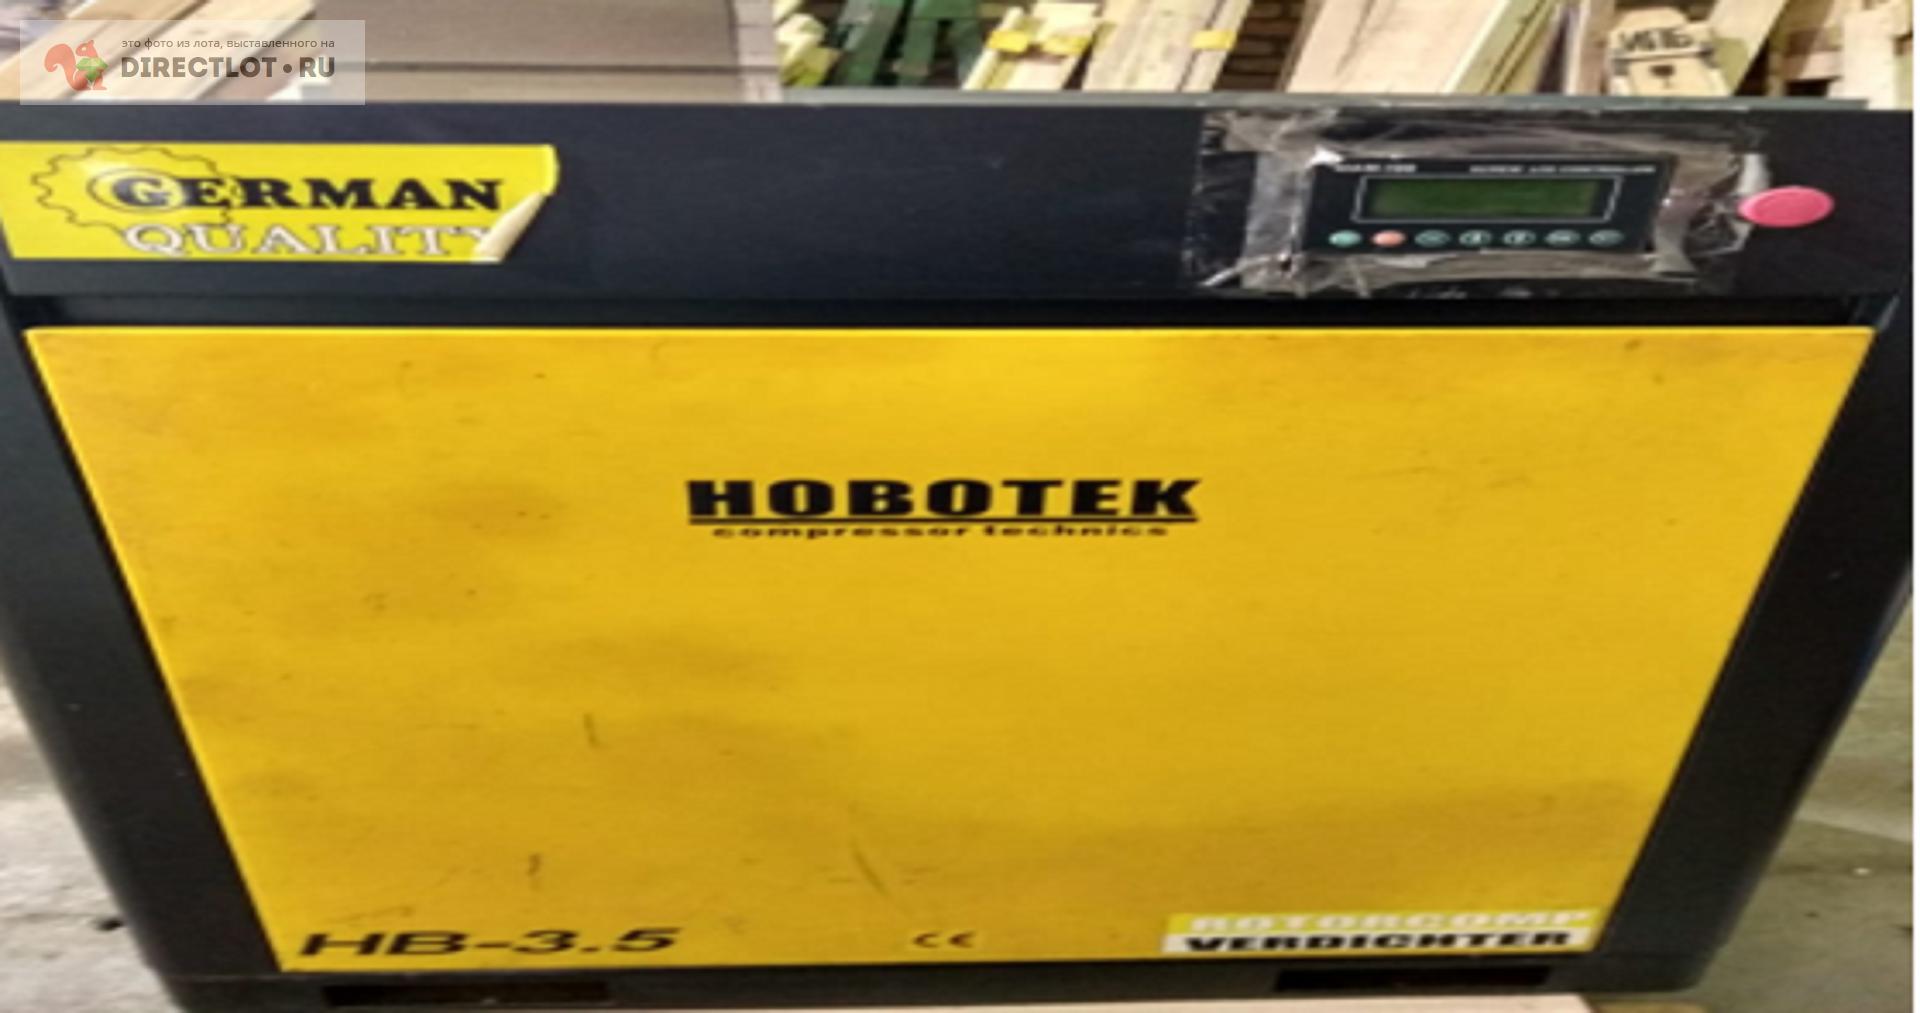 это фото из лота, выставленного на
DIRECTLOT•RU
GERMAN
QUALITY
HOBOTEK
compressor technics
HB-3.5
CE
ROTORCOMP
VERDICHTER